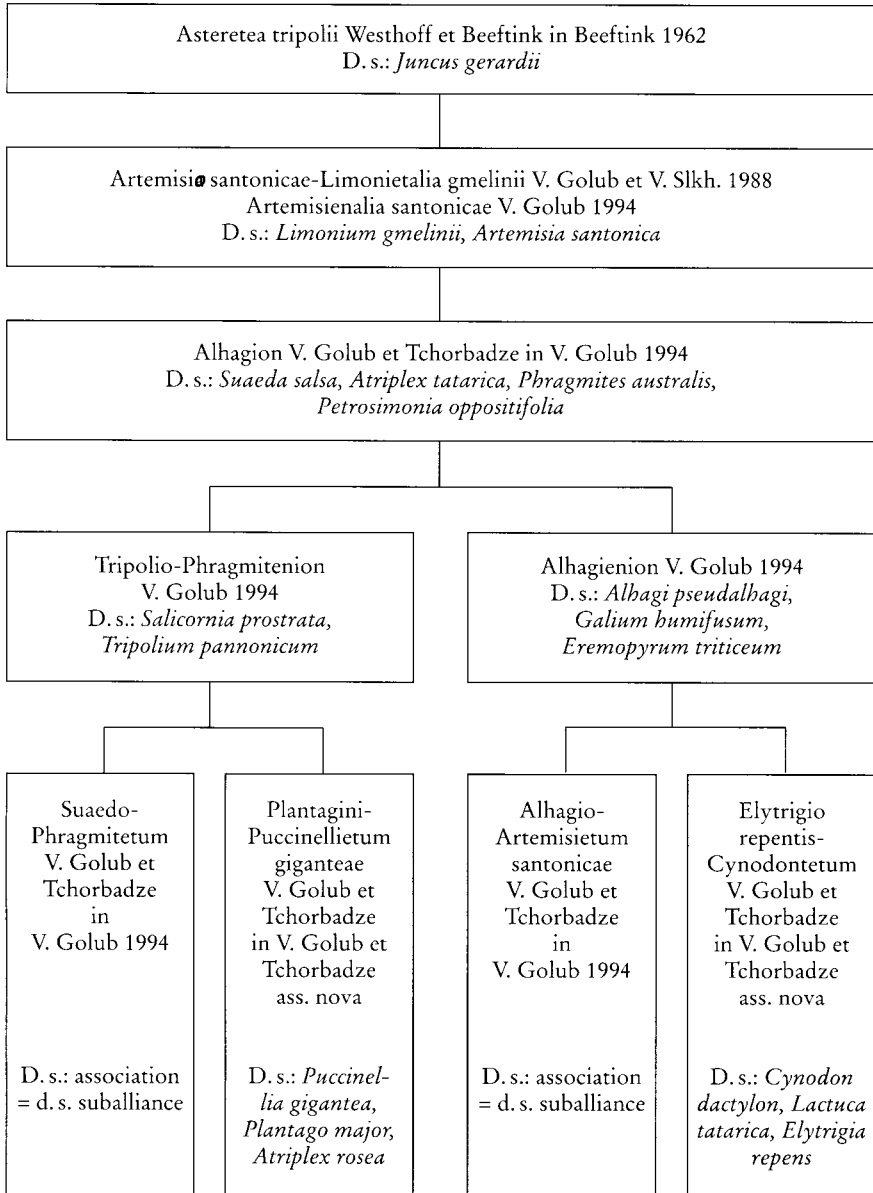 Asteretea tripolii Westhoff et Beeftink in Beeftink 1962
D. s.: Juncus gerardii
Artemisio santonicae-Limonietalia gmelinii V. Golub et V. Slkh. 1988
Artemisienalia santonicae V. Golub 1994
D. s.: Limonium gmelinii, Artemisia santonica
Alhagion V. Golub et Tchorbadze in V. Golub 1994
D. s.: Suaeda salsa, Atriplex tatarica, Phragmites australis,
Petrosimonia oppositifolia
Tripolio-Phragmitenion
V. Golub 1994
D. s.: Salicornia prostrata,
Tripolium pannonicum
Alhagienion V. Golub 1994
D. s.: Alhagi pseudalhagi,
Galium humifusum,
Eremopyrum triticeum
Suaedo-
Phragmitetum
V. Golub et
Tchorbadze
in
V. Golub 1994
D. s.: association
= d. s. suballiance
Plantagini-
Puccinellietum
giganteae
V. Golub et
Tchorbadze
in V. Golub et
Tchorbadze
ass. nova
D. s.: Puccinel-
lia gigantea,
Plantago major,
Atriplex rosea
Alhagio-
Artemisietum
santonicae
V. Golub et
Tchorbadze
in
V. Golub 1994
D. s.: association
= d. s. suballiance
Elytrigio
repentis-
Cynodontetum
V. Golub et
Tchorbadze
in V. Golub et
Tchorbadze
ass. nova
D. s.: Cynodon
dactylon, Lactuca
tatarica, Elytrigia
repens